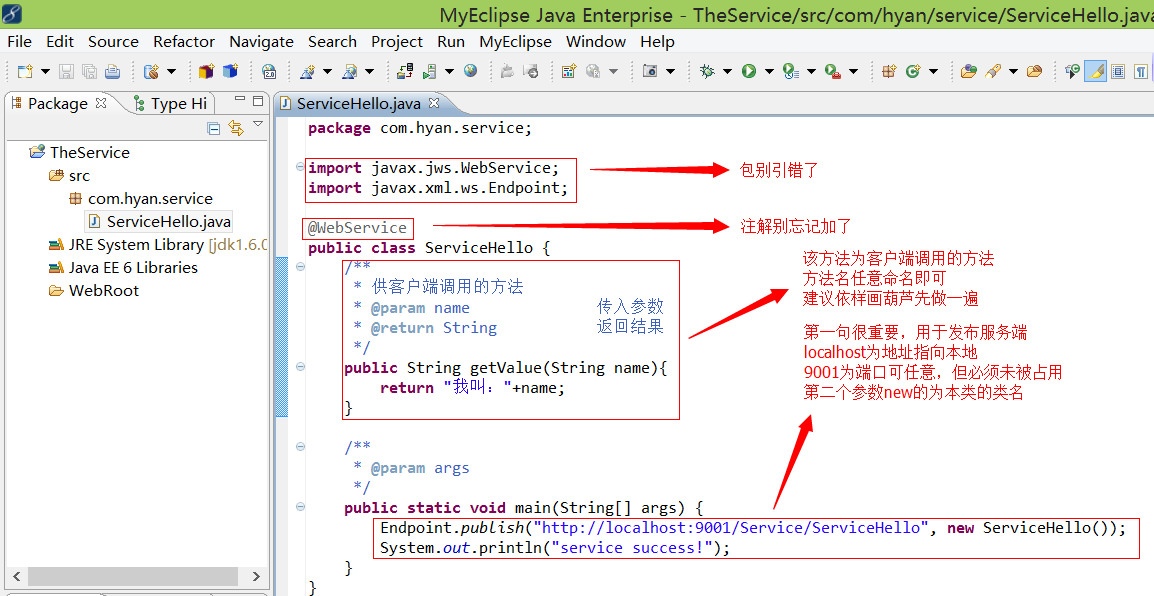 MyEclipse Java Enterprise - TheService/src/com/hyan/service/ServiceHello.java
File Edit Source Refactor Navigate Search Project Run MyEclipse Window Help
Package
Type Hi
ServiceHello.java
TheService
src
com.hyan.service
ServiceHello.java
JRE System Library [jdk1.6.0
Java EE 6 Libraries
WebRoot
package com.hyan.service;
import javax.jws.WebService;
import javax.xml.ws.Endpoint;
包别引错了
@WebService
注解别忘记加了
public class ServiceHello {
/**
* 供客户端调用的方法
* @param name 传入参数
* @return String 返回结果
*/
public String getValue(String name){
return "我叫："+name;
}
该方法为客户端调用的方法
方法名任意命名即可
建议依样画葫芦先做一遍
第一句很重要，用于发布服务端
localhost为地址指向本地
9001为端口可任意，但必须未被占用
第二个参数new的为本类的类名
/**
* @param args
*/
public static void main(String[] args) {
Endpoint.publish("http://localhost:9001/Service/ServiceHello", new ServiceHello());
System.out.println("service success!");
}
}